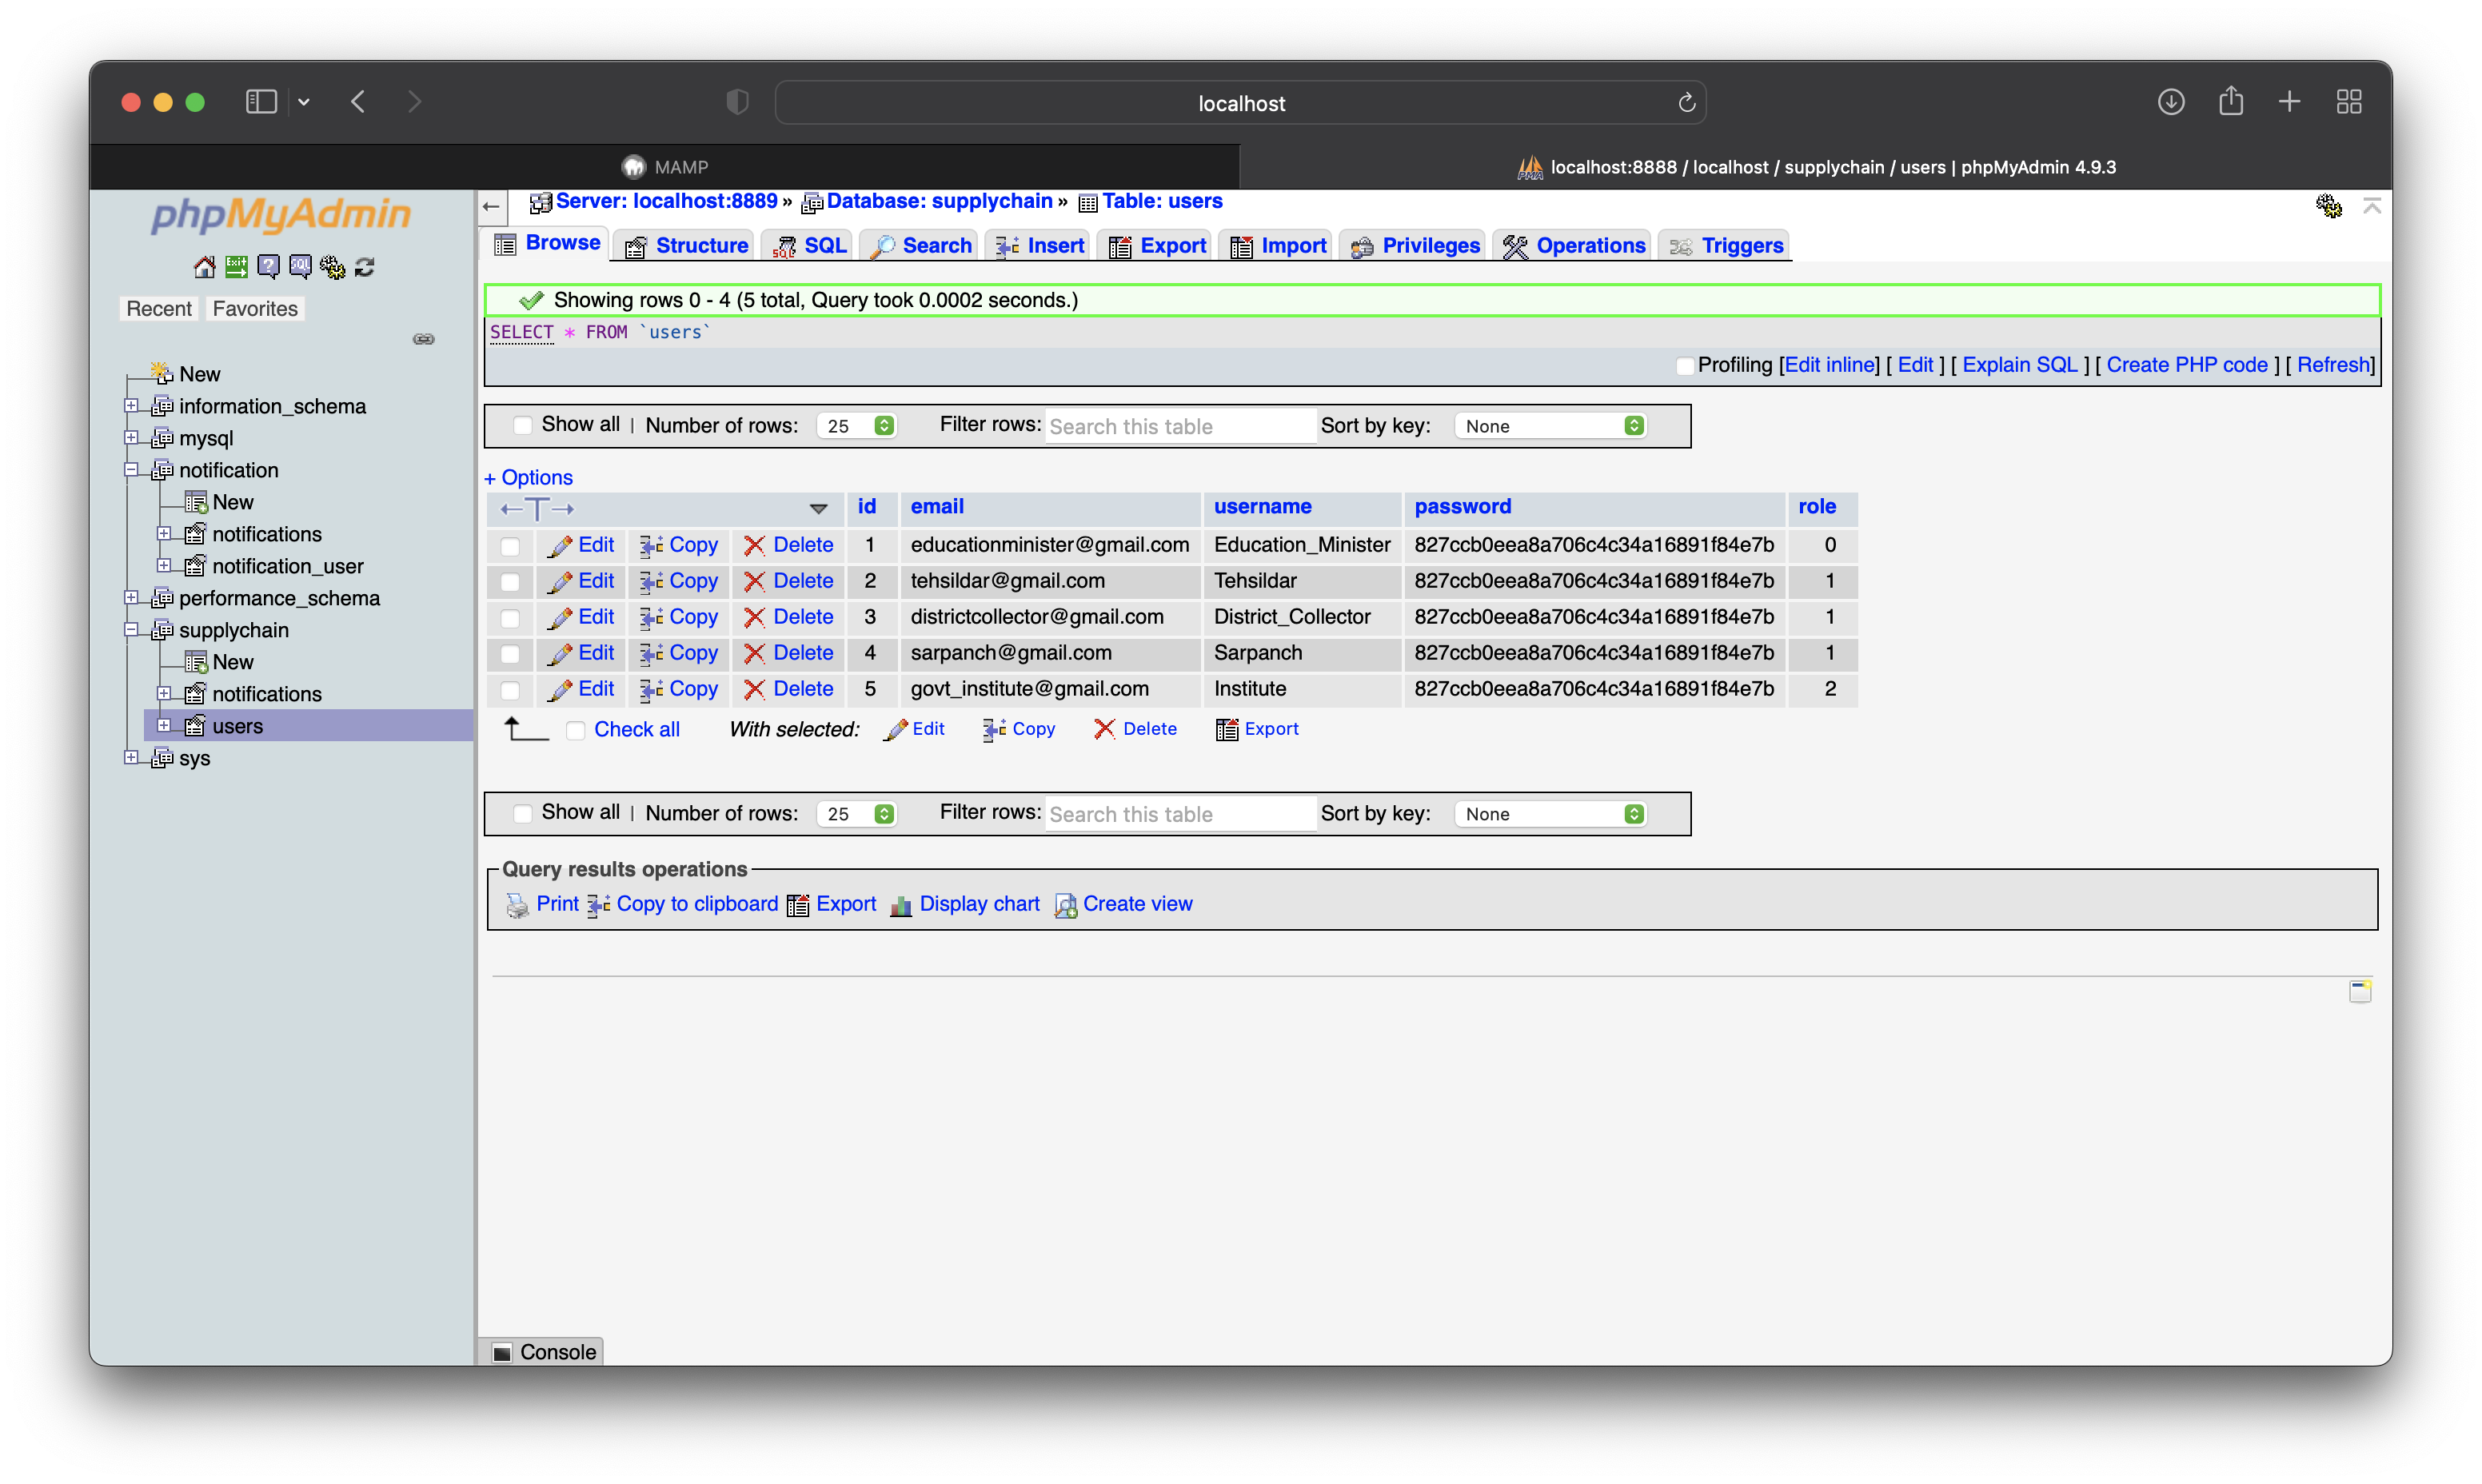 localhost
MAMP
localhost:8888 / localhost / supplychain / users | phpMyAdmin 4.9.3
phpMyAdmin
Recent Favorites
New
information_schema
mysql
notification
New
notifications
notification_user
performance_schema
supplychain
New
notifications
users
sys
Server: localhost:8889 » Database: supplychain » Table: users
Browse Structure SQL Search Insert Export Import Privileges Operations Triggers
Showing rows 0 - 4 (5 total, Query took 0.0002 seconds.)
SELECT * FROM `users`
Profiling [Edit inline] [ Edit ] [ Explain SQL ] [ Create PHP code ] [ Refresh]
Show all | Number of rows: 25 Filter rows: Search this table Sort by key: None
+ Options
←T→ id email username password role
Edit Copy Delete 1 educationminister@gmail.com Education_Minister 827ccb0eea8a706c4c34a16891f84e7b 0
Edit Copy Delete 2 tehsildar@gmail.com Tehsildar 827ccb0eea8a706c4c34a16891f84e7b 1
Edit Copy Delete 3 districtcollector@gmail.com District_Collector 827ccb0eea8a706c4c34a16891f84e7b 1
Edit Copy Delete 4 sarpanch@gmail.com Sarpanch 827ccb0eea8a706c4c34a16891f84e7b 1
Edit Copy Delete 5 govt_institute@gmail.com Institute 827ccb0eea8a706c4c34a16891f84e7b 2
Check all With selected: Edit Copy Delete Export
Show all | Number of rows: 25 Filter rows: Search this table Sort by key: None
Query results operations
Print Copy to clipboard Export Display chart Create view
Console